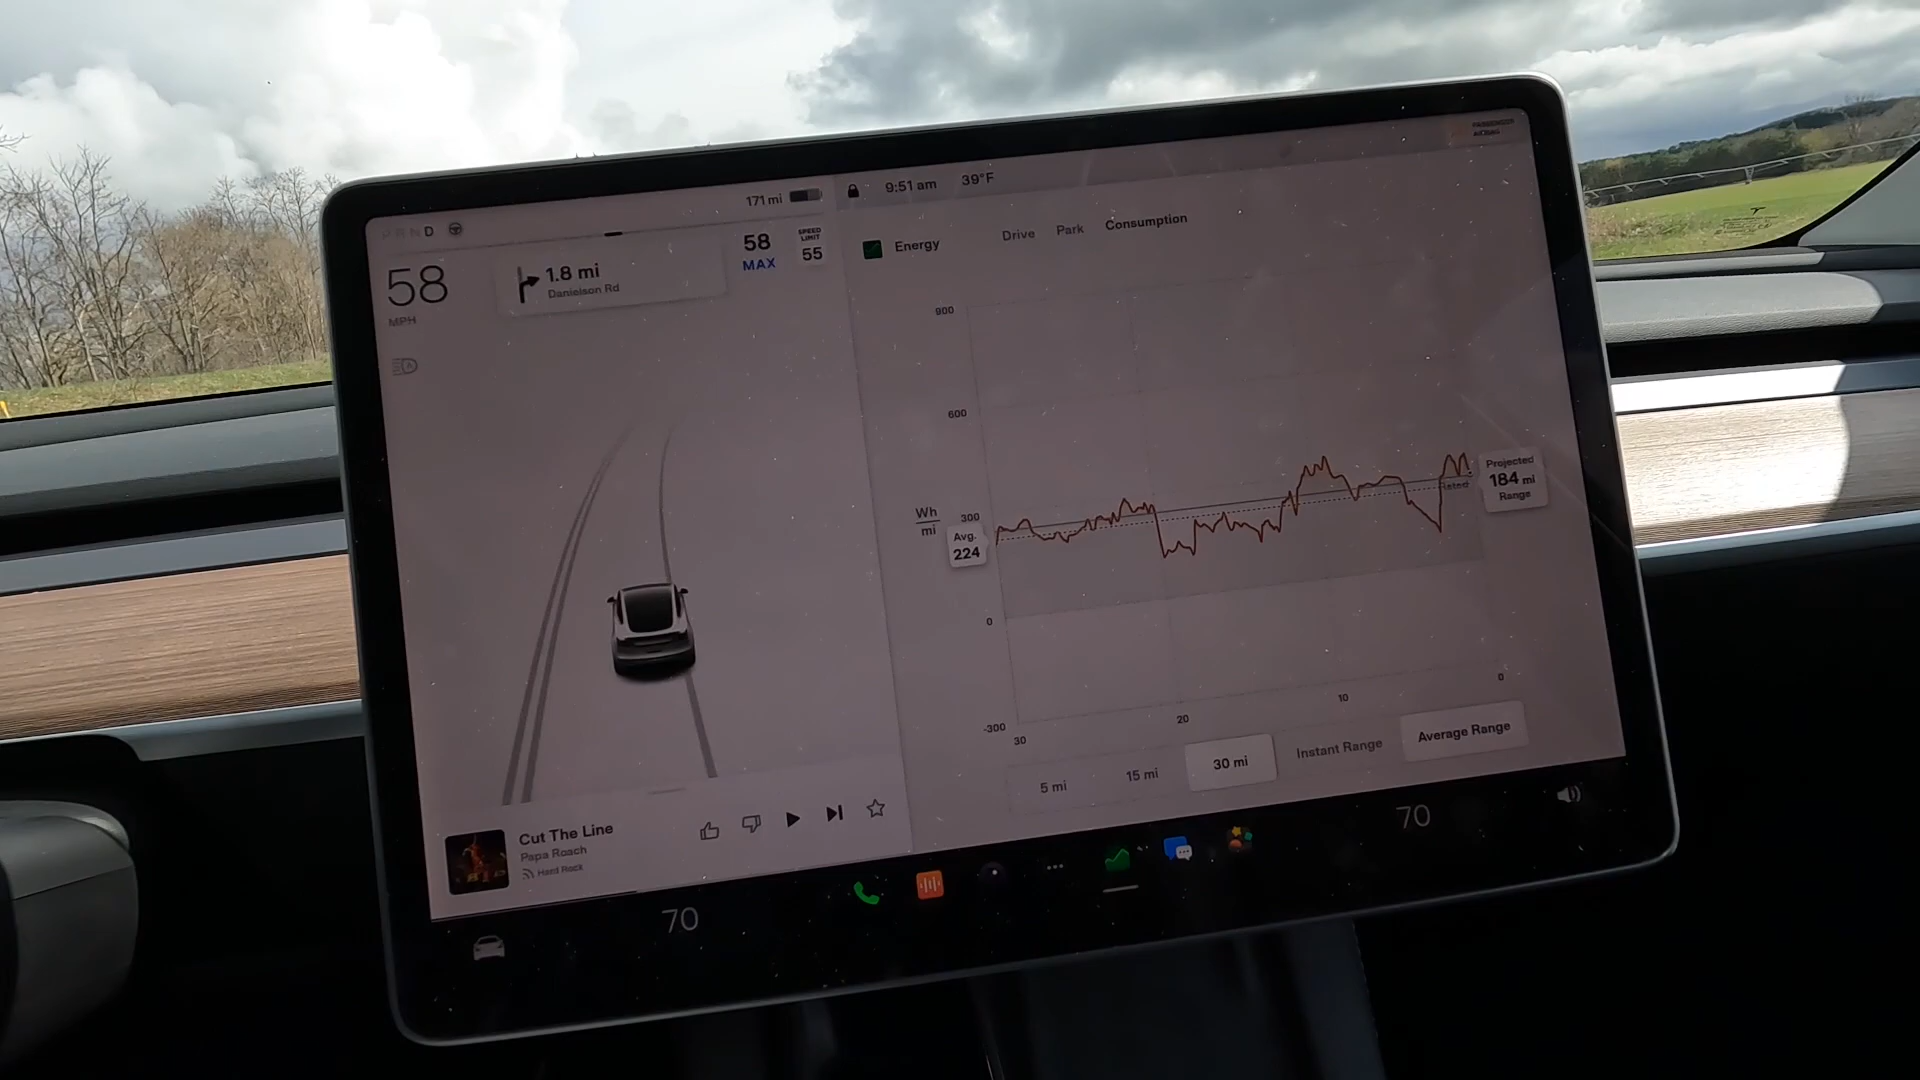 PASSENGER
AIRBAG
171 mi
9:51 am
39°F
P R N D
58
MPH
1.8 mi
Danielson Rd
58
MAX
SPEED
LIMIT
55
Energy
Drive
Park
Consumption
900
600
Wh
mi
300
Avg.
224
0
-300
Rated
Projected
184 mi
Range
30
20
10
0
5 mi
15 mi
30 mi
Instant Range
Average Range
Cut The Line
Papa Roach
Hard Rock
70
70